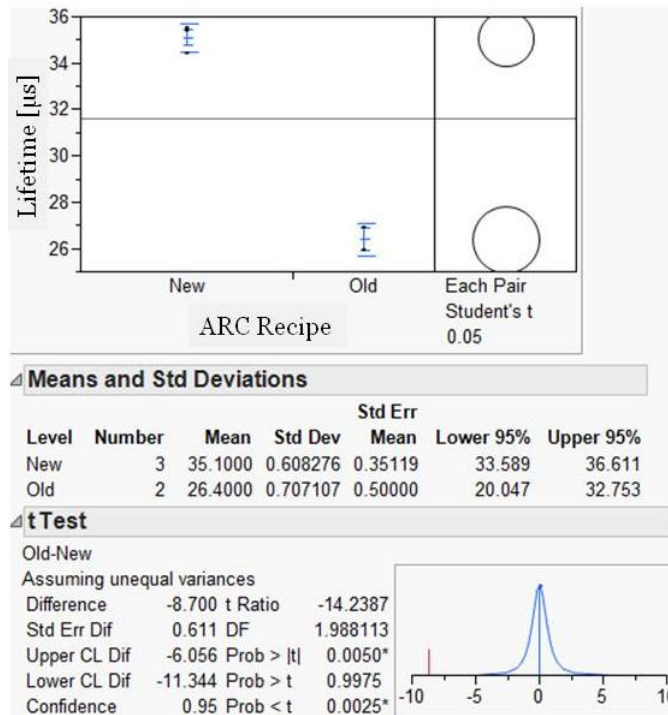 36
34
32
30
28
26
Lifetime [µs]
New Old Each Pair
Student's t
0.05
ARC Recipe
Means and Std Deviations
Std Err
Level Number Mean Std Dev Mean Lower 95% Upper 95%
New 3 35.1000 0.608276 0.35119 33.589 36.611
Old 2 26.4000 0.707107 0.50000 20.047 32.753
t Test
Old-New
Assuming unequal variances
Difference -8.700 t Ratio -14.2387
Std Err Dif 0.611 DF 1.988113
Upper CL Dif -6.056 Prob > |t| 0.0050*
Lower CL Dif -11.344 Prob > t 0.9975
Confidence 0.95 Prob < t 0.0025*
-10 -5 0 5 10